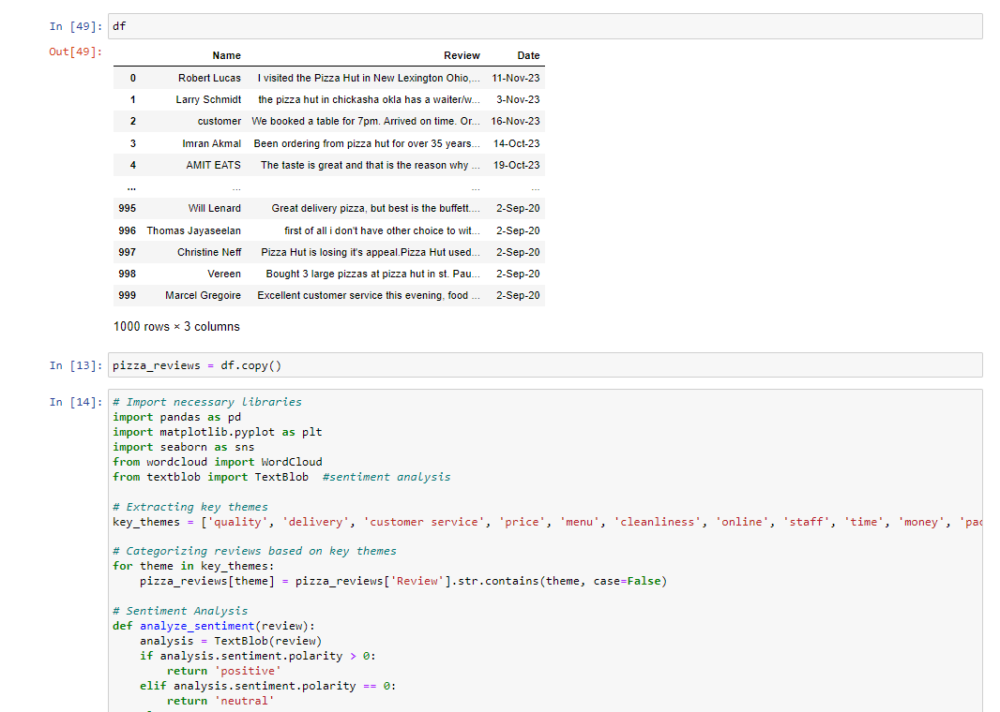 In [49]: df
Out[49]:
Name Review Date
0 Robert Lucas I visited the Pizza Hut in New Lexington Ohio,... 11-Nov-23
1 Larry Schmidt the pizza hut in chickasha okla has a waiter/w... 3-Nov-23
2 customer We booked a table for 7pm. Arrived on time. Or... 16-Nov-23
3 Imran Akmal Been ordering from pizza hut for over 35 years... 14-Oct-23
4 AMIT EATS The taste is great and that is the reason why ... 19-Oct-23
... ... ... ...
995 Will Lenard Great delivery pizza, but best is the buffett.... 2-Sep-20
996 Thomas Jayaseelan first of all i don't have other choice to wit... 2-Sep-20
997 Christine Neff Pizza Hut is losing it's appeal.Pizza Hut used... 2-Sep-20
998 Vereen Bought 3 large pizzas at pizza hut in st. Pau... 2-Sep-20
999 Marcel Gregoire Excellent customer service this evening, food ... 2-Sep-20
1000 rows × 3 columns
In [13]: pizza_reviews = df.copy()
In [14]: # Import necessary libraries
import pandas as pd
import matplotlib.pyplot as plt
import seaborn as sns
from wordcloud import WordCloud
from textblob import TextBlob #sentiment analysis
# Extracting key themes
key_themes = ['quality', 'delivery', 'customer service', 'price', 'menu', 'cleanliness', 'online', 'staff', 'time', 'money',
# Categorizing reviews based on key themes
for theme in key_themes:
pizza_reviews[theme] = pizza_reviews['Review'].str.contains(theme, case=False)
# Sentiment Analysis
def analyze_sentiment(review):
analysis = TextBlob(review)
if analysis.sentiment.polarity > 0:
return 'positive'
elif analysis.sentiment.polarity == 0:
return 'neutral'